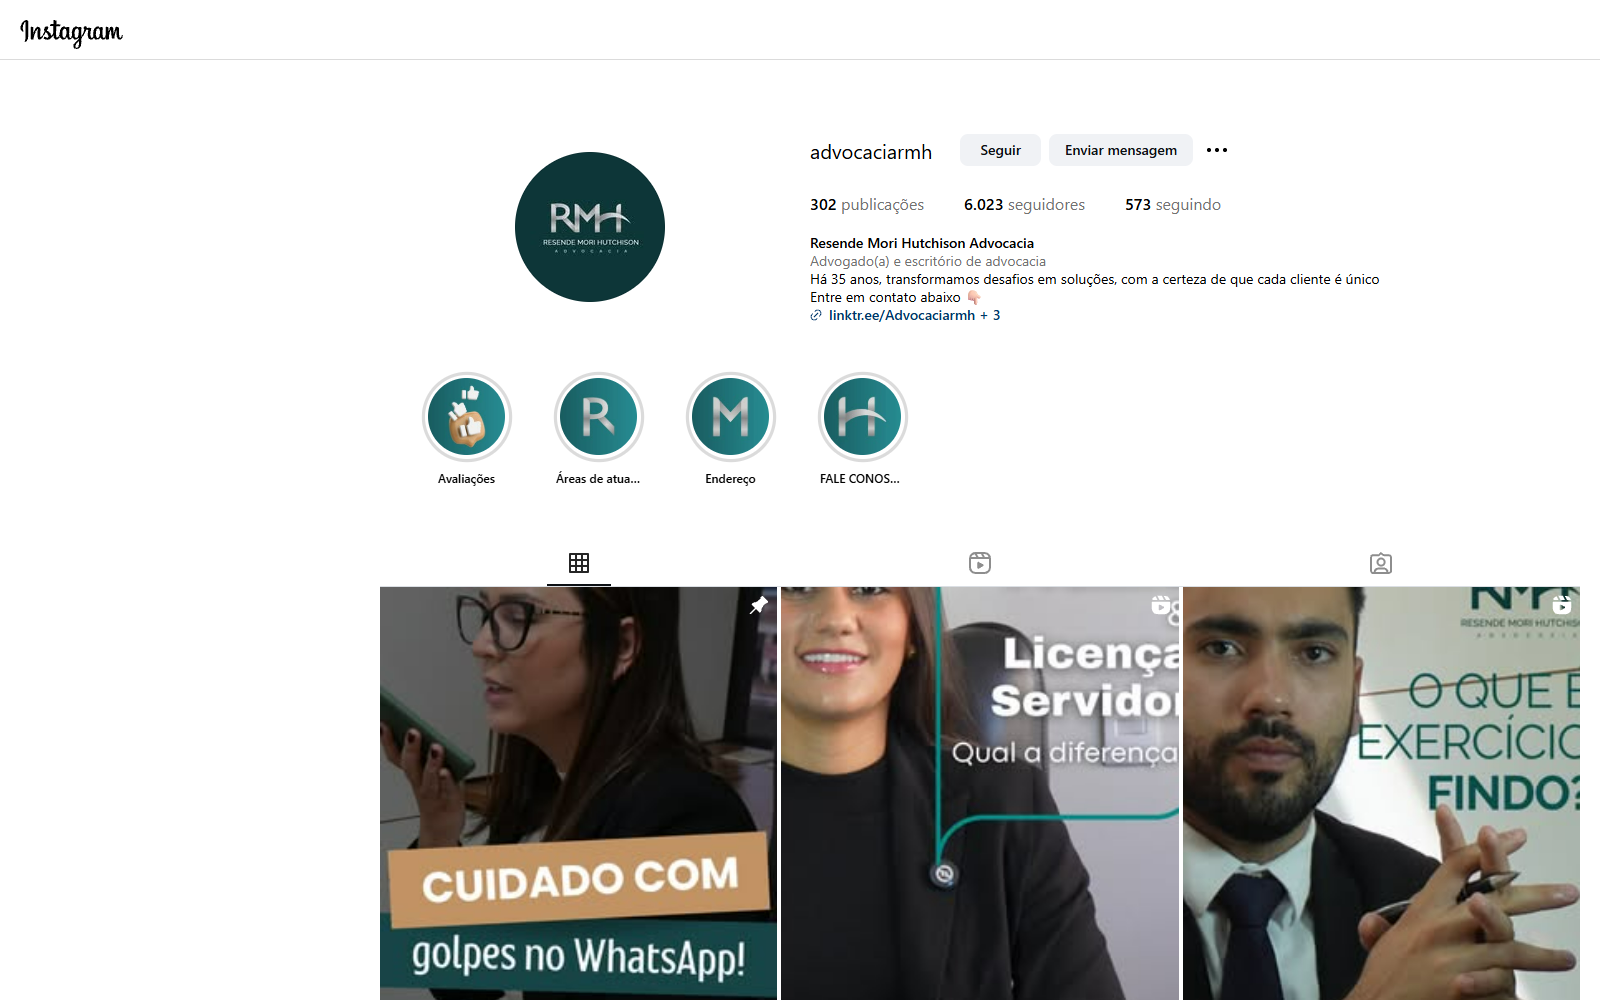 Instagram
advocaciarmh
Seguir
Enviar mensagem
302 publicações
6.023 seguidores
573 seguindo
Resende Mori Hutchison Advocacia
Advogado(a) e escritório de advocacia
Há 35 anos, transformamos desafios em soluções, com a certeza de que cada cliente é único
Entre em contato abaixo 👇🏻
linktr.ee/Advocaciarmh + 3
RMH
RESENDE MORI HUTCHISON
ADVOCACIA
R
M
H
Avaliações
Áreas de atua...
Endereço
FALE CONOS...
CUIDADO COM
golpes no WhatsApp!
Licença
Servido
Qual a diferença
RMH
RESENDE MORI HUTCHIS
ADVOCACIA
O QUE É
EXERCÍCIO
FINDO?